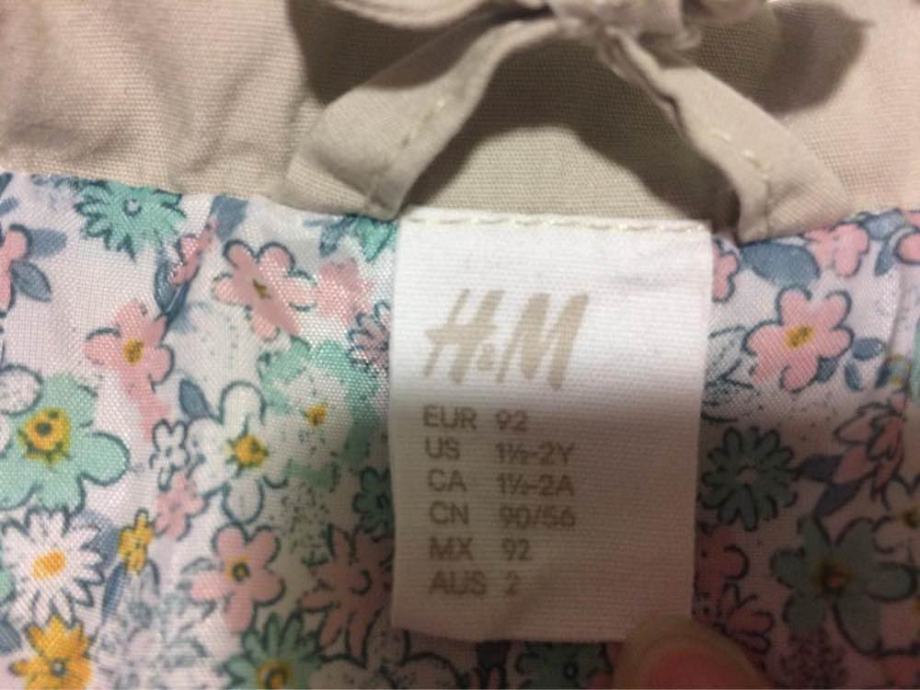 H&M
EUR 92
US 1½-2Y
CA 1½-2A
CN 90/56
MX 92
AUS 2